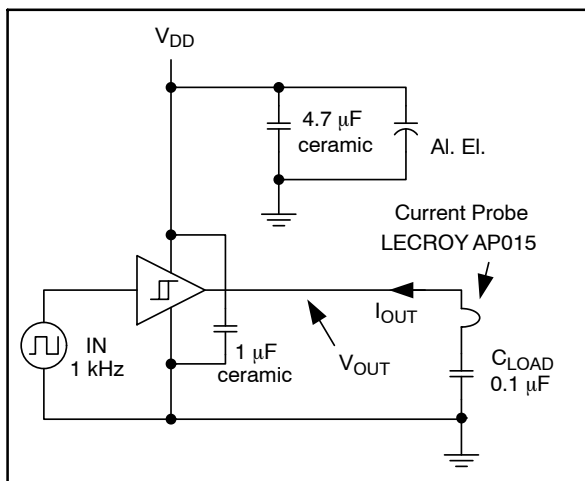 VDD
4.7 μF
ceramic
Al. El.
Current Probe
LECROY AP015
IOUT
IN
1 kHz
1 μF
ceramic
VOUT
CLOAD
0.1 μF